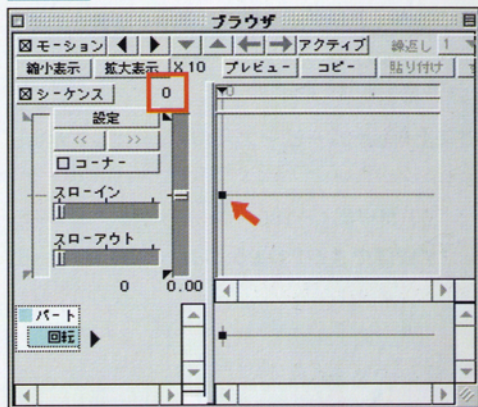 ブラウザ
モーション アクティブ 繰返し 1
縮小表示 拡大表示 X 10 プレビュー コピー 貼り付け
シーケンス 0 0
設定
<< >>
コーナー
スローイン
スローアウト
0 0.00
パート
回転